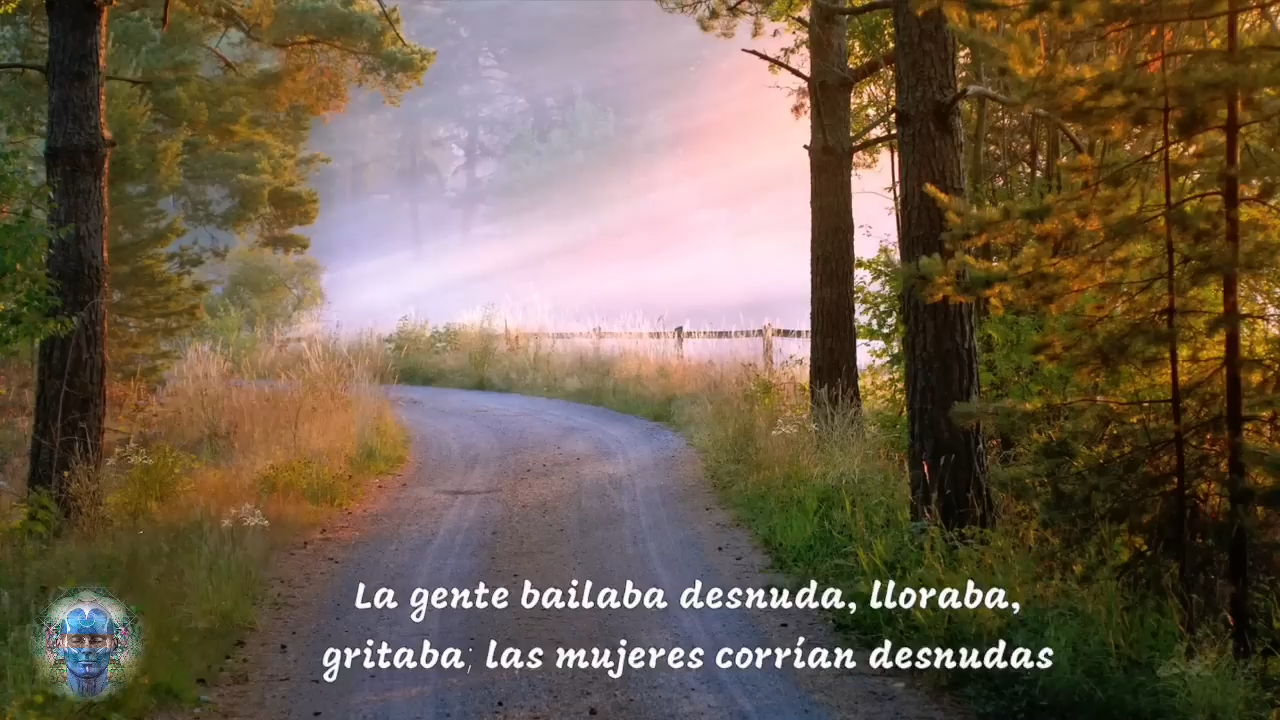 La gente bailaba desnuda, lloraba,
gritaba; las mujeres corrían desnudas